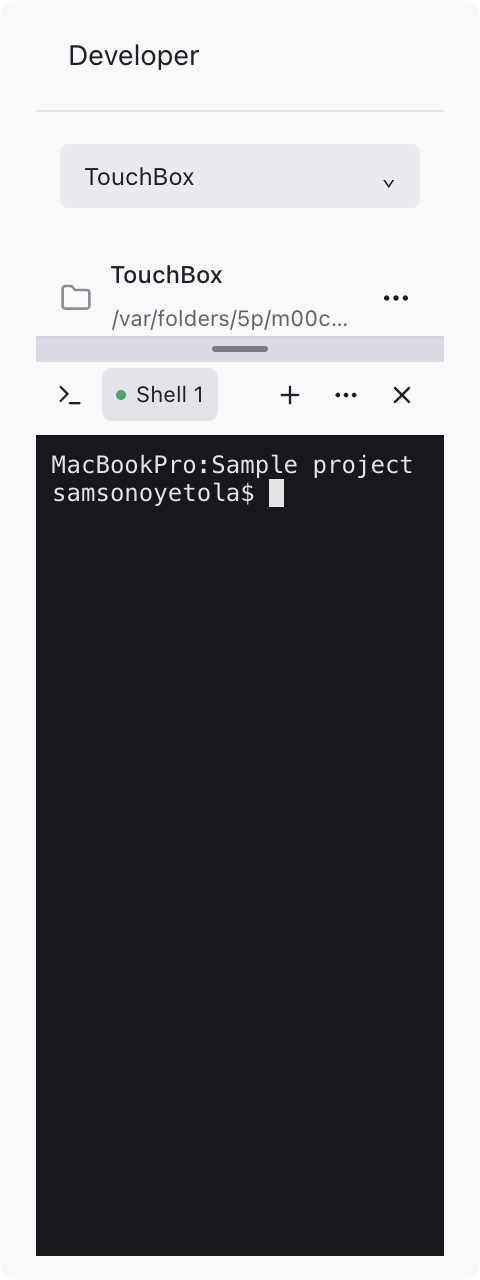 Developer
TouchBox
TouchBox
/var/folders/5p/m00c...
Shell 1
MacBookPro:Sample project
samsonoyetola$